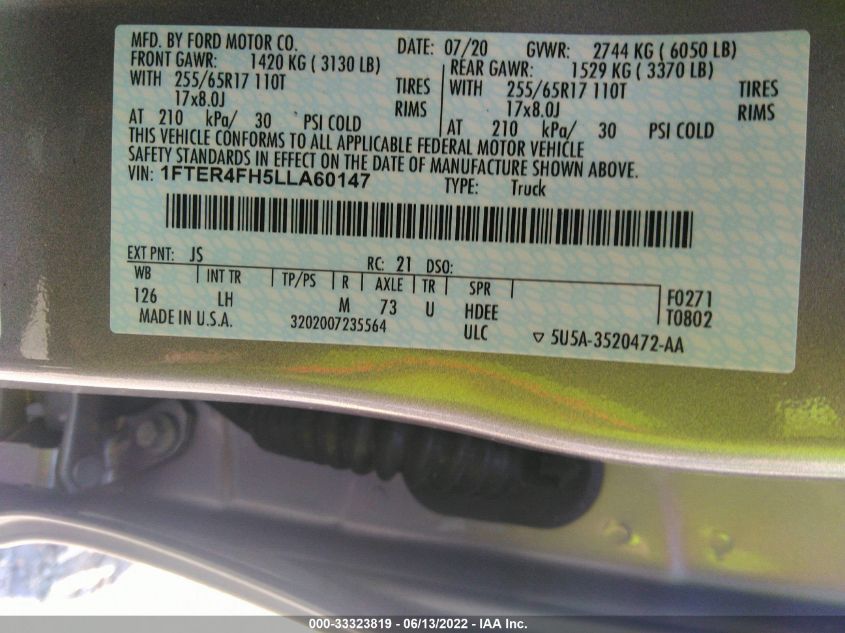 MFD. BY FORD MOTOR CO. DATE: 07/20 GVWR: 2744 KG ( 6050 LB)
FRONT GAWR: 1420 KG ( 3130 LB) REAR GAWR: 1529 KG ( 3370 LB)
WITH 255/65R17 110T TIRES WITH 255/65R17 110T TIRES
17x8.0J RIMS 17x8.0J RIMS
AT 210 kPa/ 30 PSI COLD AT 210 kPa/ 30 PSI COLD
THIS VEHICLE CONFORMS TO ALL APPLICABLE FEDERAL MOTOR VEHICLE
SAFETY STANDARDS IN EFFECT ON THE DATE OF MANUFACTURE SHOWN ABOVE.
VIN: 1FTER4FH5LLA60147 TYPE: Truck
EXT PNT: JS RC: 21 DSO:
WB INT TR TP/PS R AXLE TR SPR F0271
126 LH M 73 U HDEE T0802
MADE IN U.S.A. 3202007235564 ULC ▽ 5U5A-3520472-AA
000-33323819 - 06/13/2022 - IAA Inc.